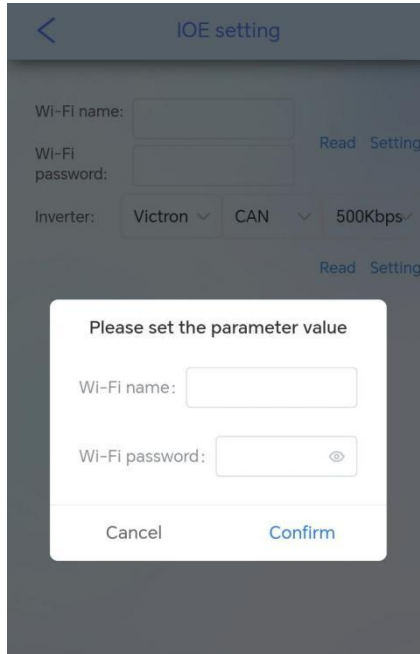 IOE setting
Wi-Fi name:
Read Setting
Wi-Fi
password:
Inverter: Victron CAN 500Kbps
Read Setting
Please set the parameter value
Wi-Fi name:
Wi-Fi password:
Cancel Confirm